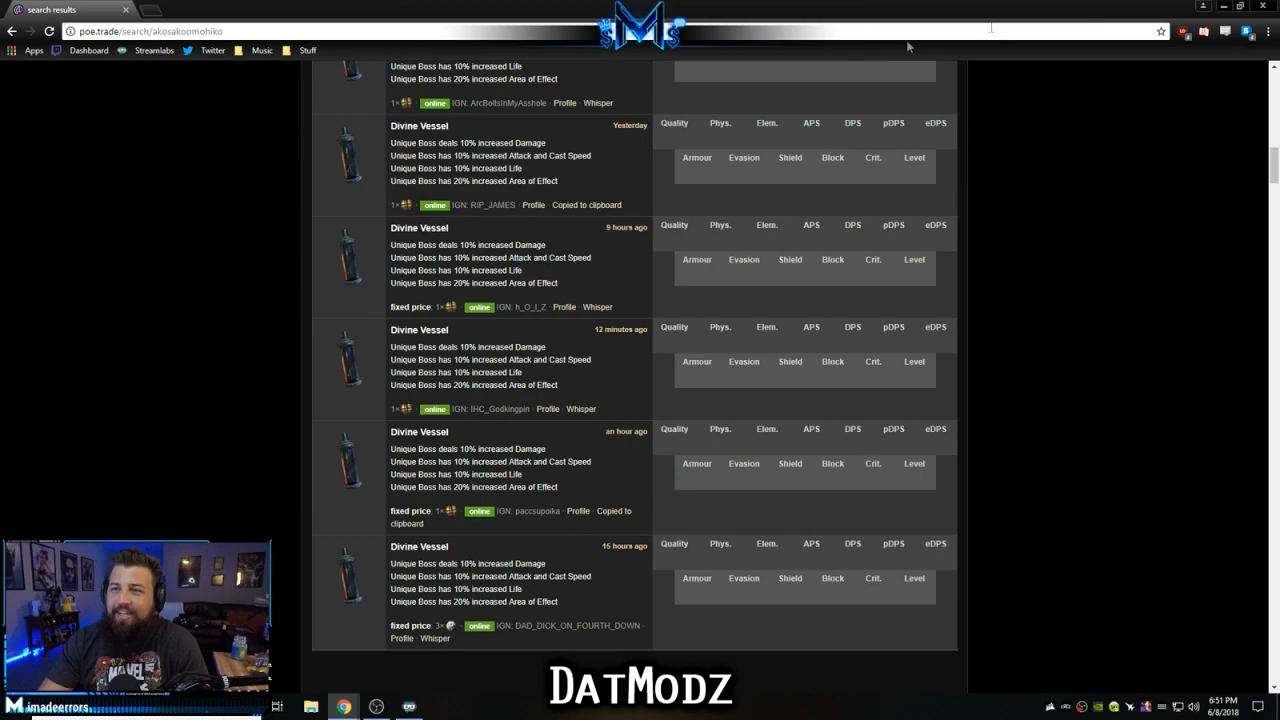 search results
poe.trade/search/akosakoomohiko
Apps Dashboard Streamlabs Twitter Music Stuff
Unique Boss has 10% increased Life
Unique Boss has 20% increased Area of Effect
1× online IGN: ArcBoltsInMyAsshole · Profile · Whisper
Divine Vessel Yesterday
Unique Boss deals 10% increased Damage
Unique Boss has 10% increased Attack and Cast Speed
Unique Boss has 10% increased Life
Unique Boss has 20% increased Area of Effect
1× online IGN: RIP_JAMES · Profile · Copied to clipboard
Quality Phys. Elem. APS DPS pDPS eDPS
Armour Evasion Shield Block Crit. Level
Divine Vessel 9 hours ago
Unique Boss deals 10% increased Damage
Unique Boss has 10% increased Attack and Cast Speed
Unique Boss has 10% increased Life
Unique Boss has 20% increased Area of Effect
fixed price: 1× online IGN: h_O_I_Z · Profile · Whisper
Quality Phys. Elem. APS DPS pDPS eDPS
Armour Evasion Shield Block Crit. Level
Divine Vessel 12 minutes ago
Unique Boss deals 10% increased Damage
Unique Boss has 10% increased Attack and Cast Speed
Unique Boss has 10% increased Life
Unique Boss has 20% increased Area of Effect
1× online IGN: IHC_Godkingpin · Profile · Whisper
Quality Phys. Elem. APS DPS pDPS eDPS
Armour Evasion Shield Block Crit. Level
Divine Vessel an hour ago
Unique Boss deals 10% increased Damage
Unique Boss has 10% increased Attack and Cast Speed
Unique Boss has 10% increased Life
Unique Boss has 20% increased Area of Effect
fixed price: 1× online IGN: paccsupoika · Profile · Copied to
clipboard
Quality Phys. Elem. APS DPS pDPS eDPS
Armour Evasion Shield Block Crit. Level
Divine Vessel 15 hours ago
Unique Boss deals 10% increased Damage
Unique Boss has 10% increased Attack and Cast Speed
Unique Boss has 10% increased Life
Unique Boss has 20% increased Area of Effect
fixed price: 3× online IGN: DAD_DICK_ON_FOURTH_DOWN ·
Profile · Whisper
Quality Phys. Elem. APS DPS pDPS eDPS
Armour Evasion Shield Block Crit. Level
MARVEL
DATMODZ
imadeerrors
6:51 PM
6/8/2018